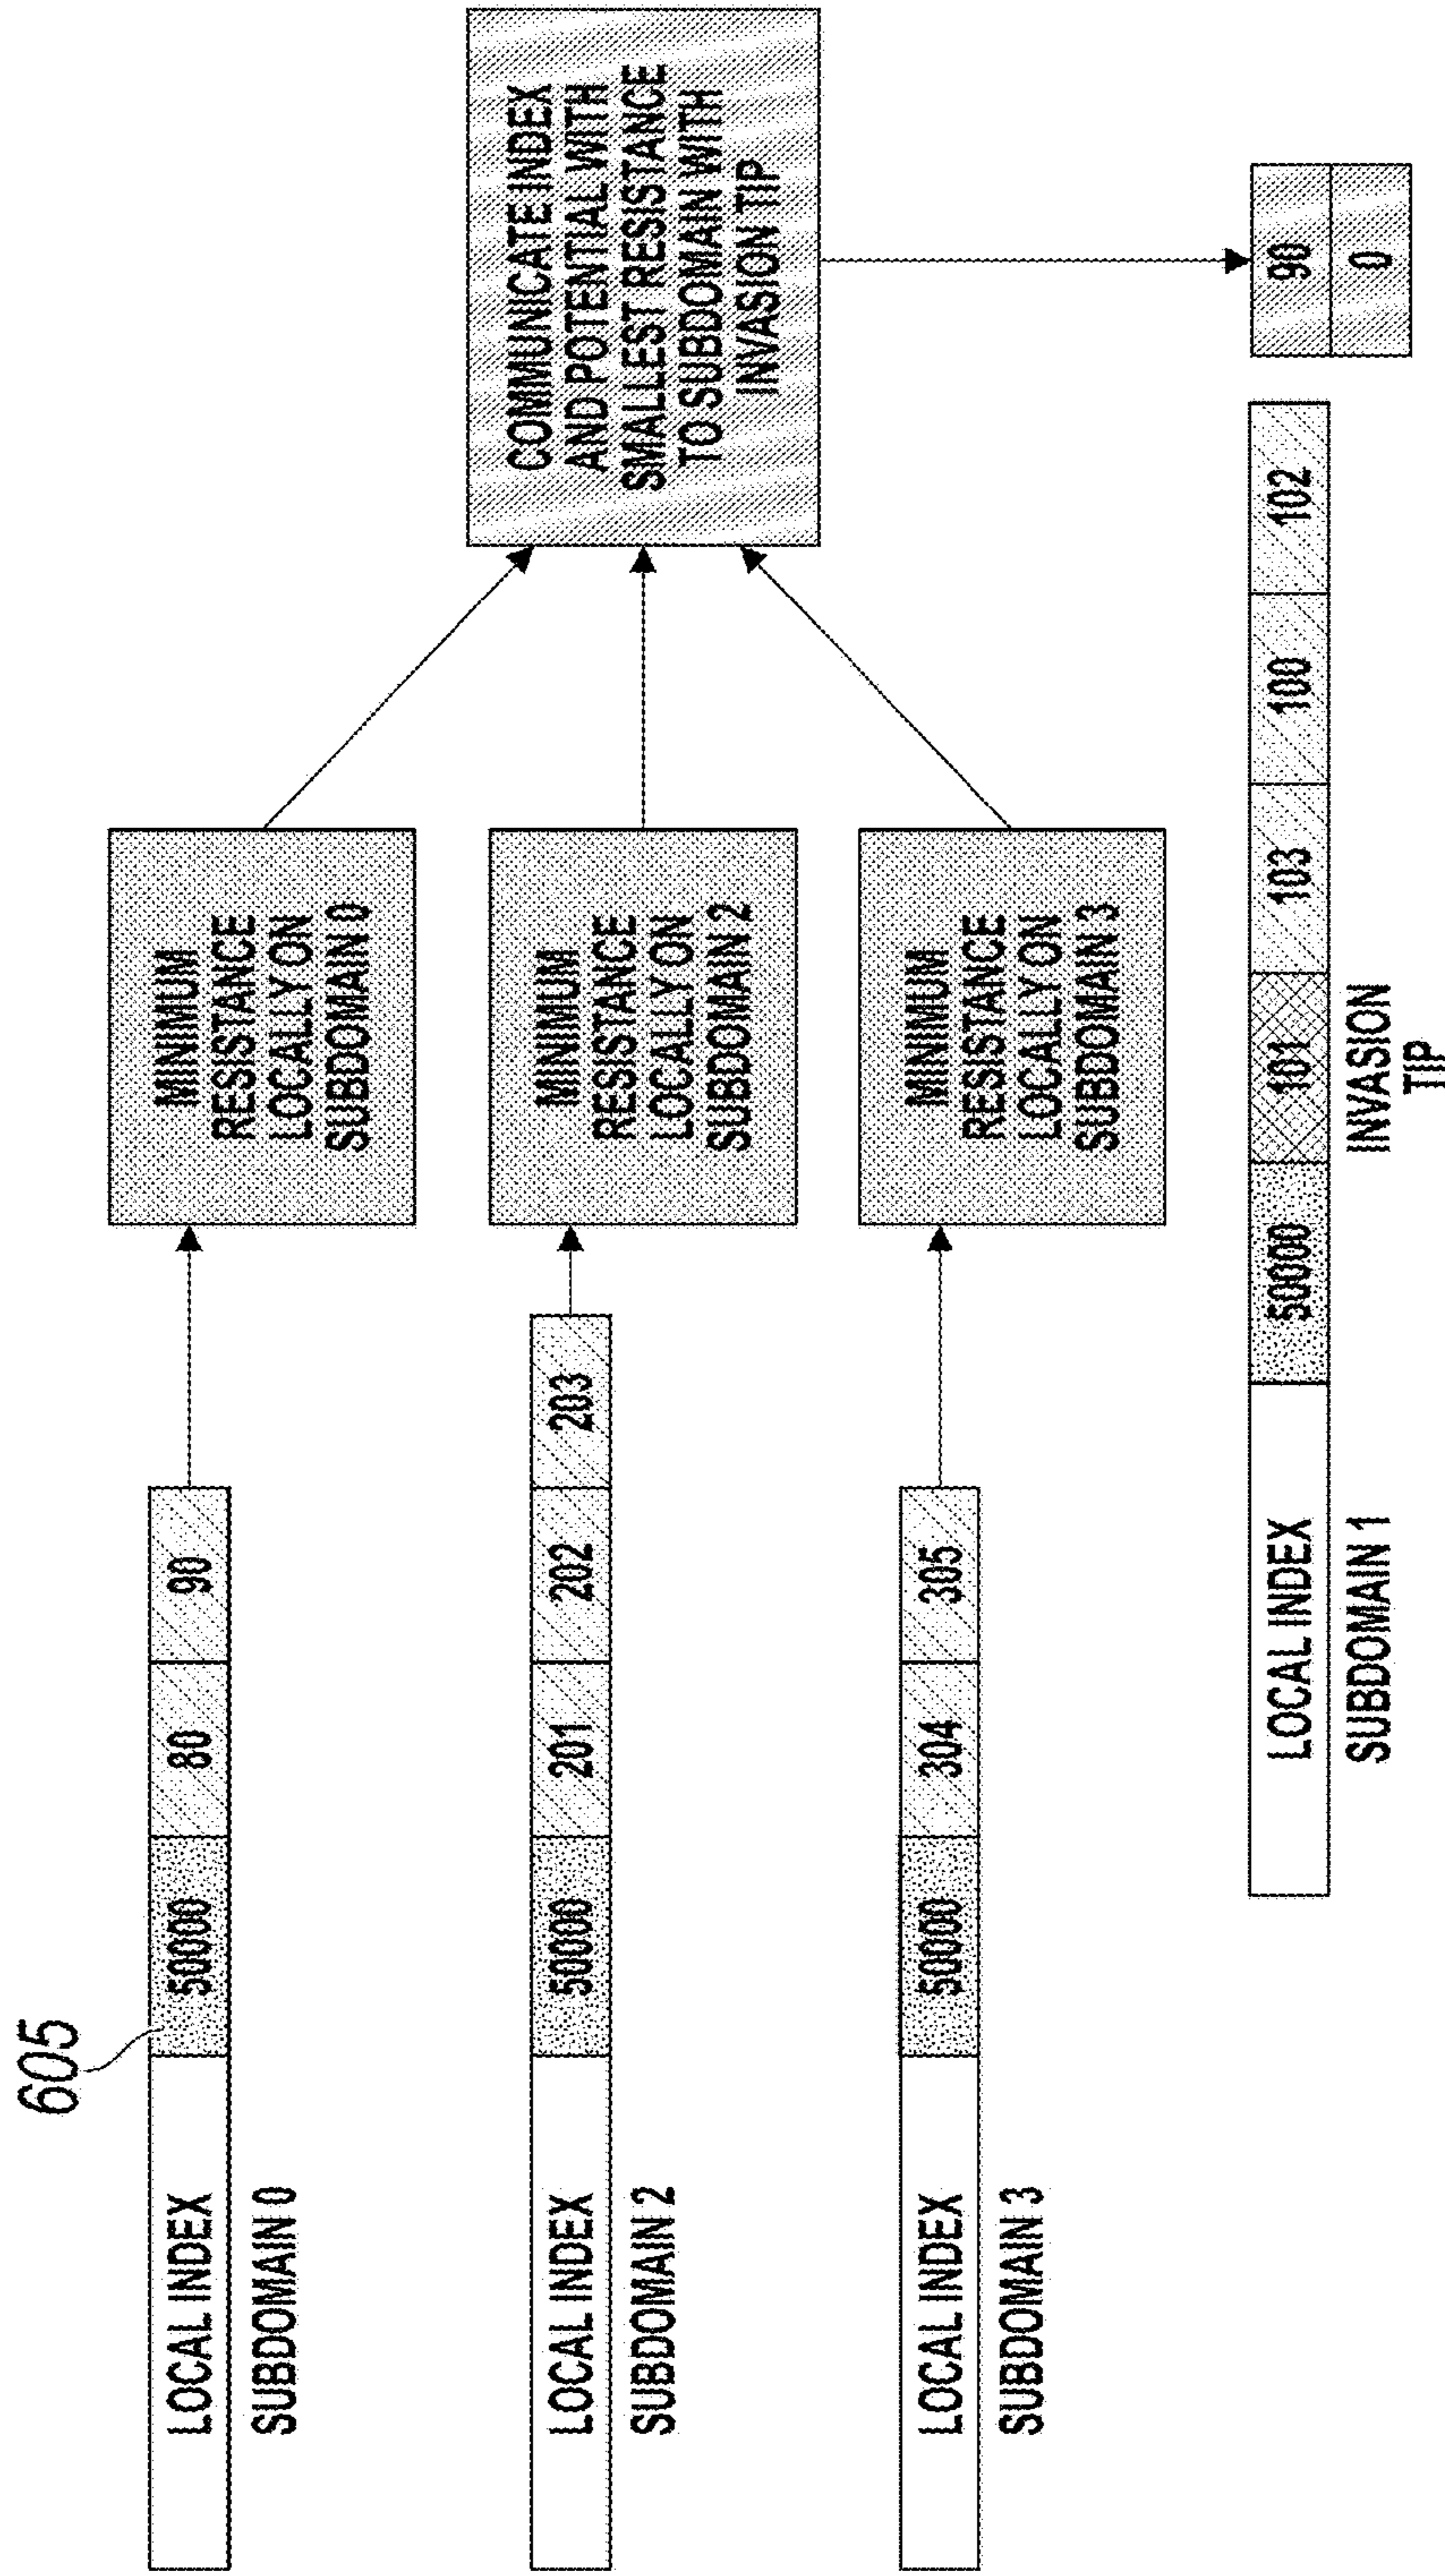 605
LOCAL INDEX 50000 80 90
SUBDOMAIN 0
MINIMUM
RESISTANCE
LOCALLY ON
SUBDOMAIN 0
LOCAL INDEX 50000 201 202 203
SUBDOMAIN 2
MINIMUM
RESISTANCE
LOCALLY ON
SUBDOMAIN 2
LOCAL INDEX 50000 304 305
SUBDOMAIN 3
MINIMUM
RESISTANCE
LOCALLY ON
SUBDOMAIN 3
COMMUNICATE INDEX
AND POTENTIAL WITH
SMALLEST RESISTANCE
TO SUBDOMAIN WITH
INVASION TIP
LOCAL INDEX 50000 101 103 100 102
SUBDOMAIN 1
INVASION
TIP
90
0